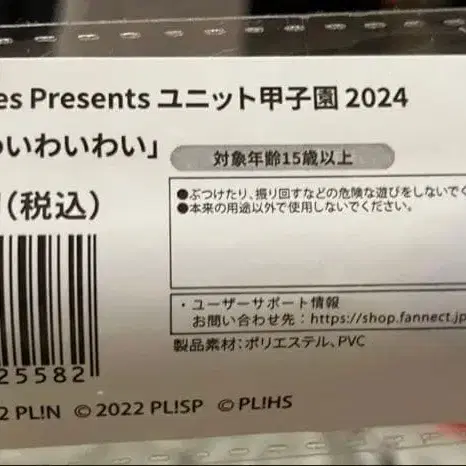 es Presents ユニット甲子園 2024
いわいわい」
対象年齢15歳以上
(税込)
●ぶつけたり、振り回すなどの危険な遊びをしないでく
●本来の用途以外で使用しないでください。
・ユーザーサポート情報
お問い合わせ先:https://shop.fannect.jp
製品素材:ポリエステル、PVC
25582
2 PL!N ©2022 PL!SP ©PL!HS